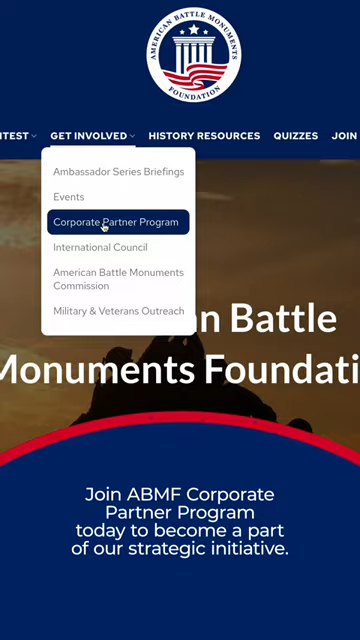 AMERICAN BATTLE MONUMENTS
FOUNDATION
NTEST
GET INVOLVED
HISTORY RESOURCES
QUIZZES
JOIN
Ambassador Series Briefings
Events
Corporate Partner Program
International Council
American Battle Monuments
Commission
Military & Veterans Outreach
n Battle
Monuments Foundati
Join ABMF Corporate
Partner Program
today to become a part
of our strategic initiative.